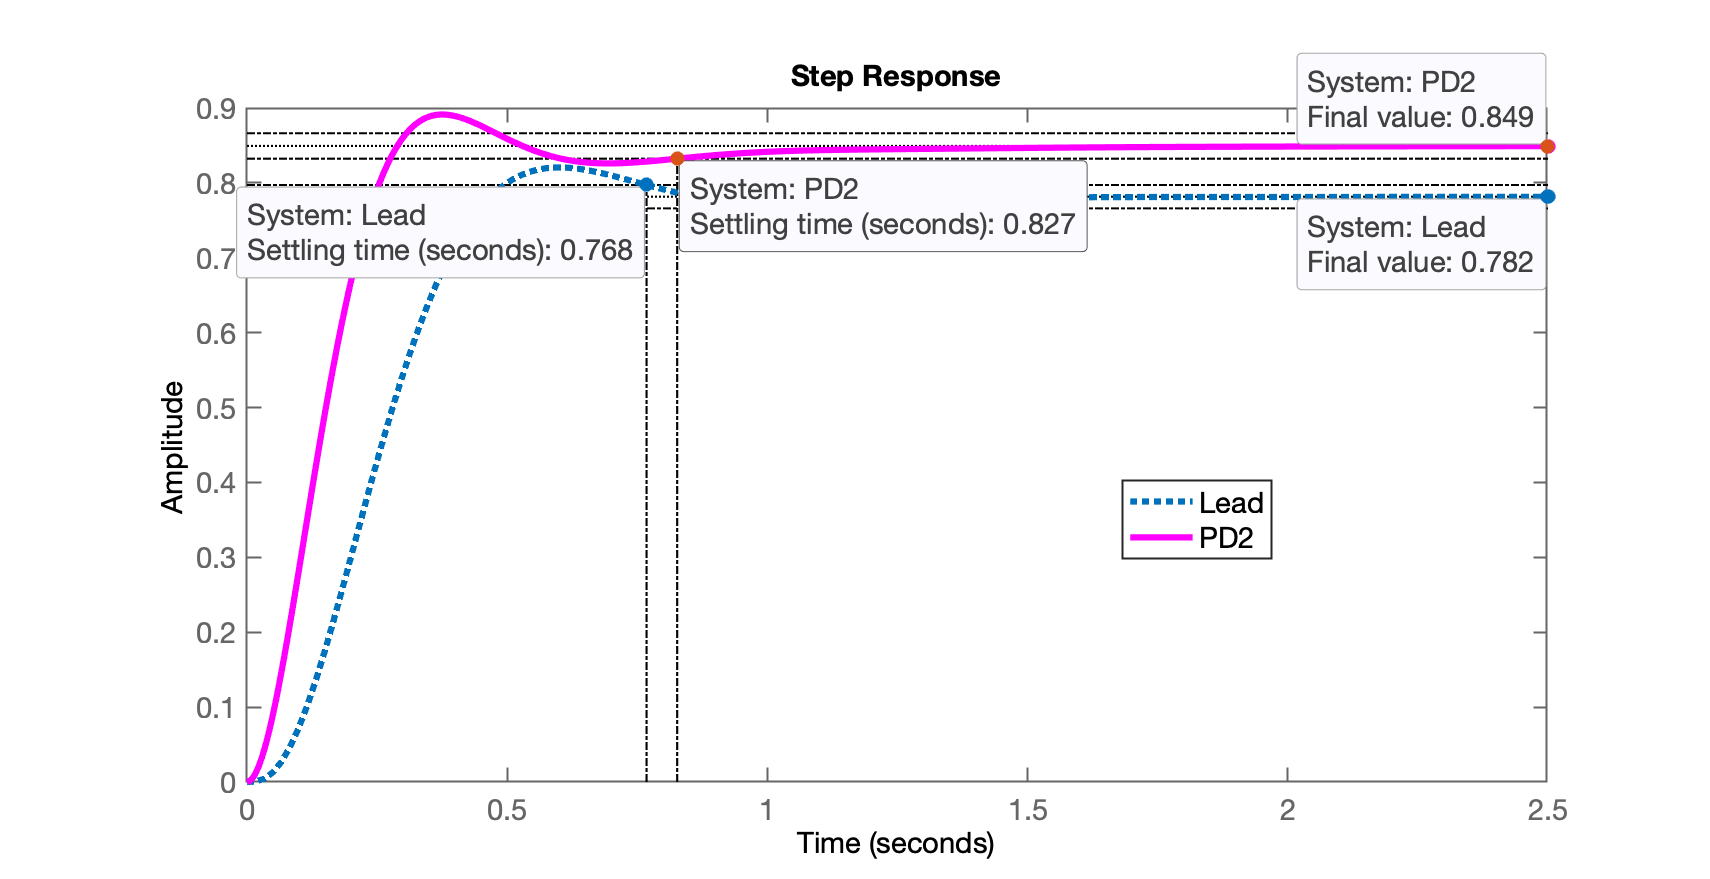 Step Response
System: PD2
Final value: 0.849
0.9
0.8
0.7
0.6
0.5
0.4
0.3
0.2
0.1
0
System: Lead
Settling time (seconds): 0.768
System: PD2
Settling time (seconds): 0.827
System: Lead
Final value: 0.782
Amplitude
Lead
PD2
0
0.5
1
1.5
2
2.5
Time (seconds)